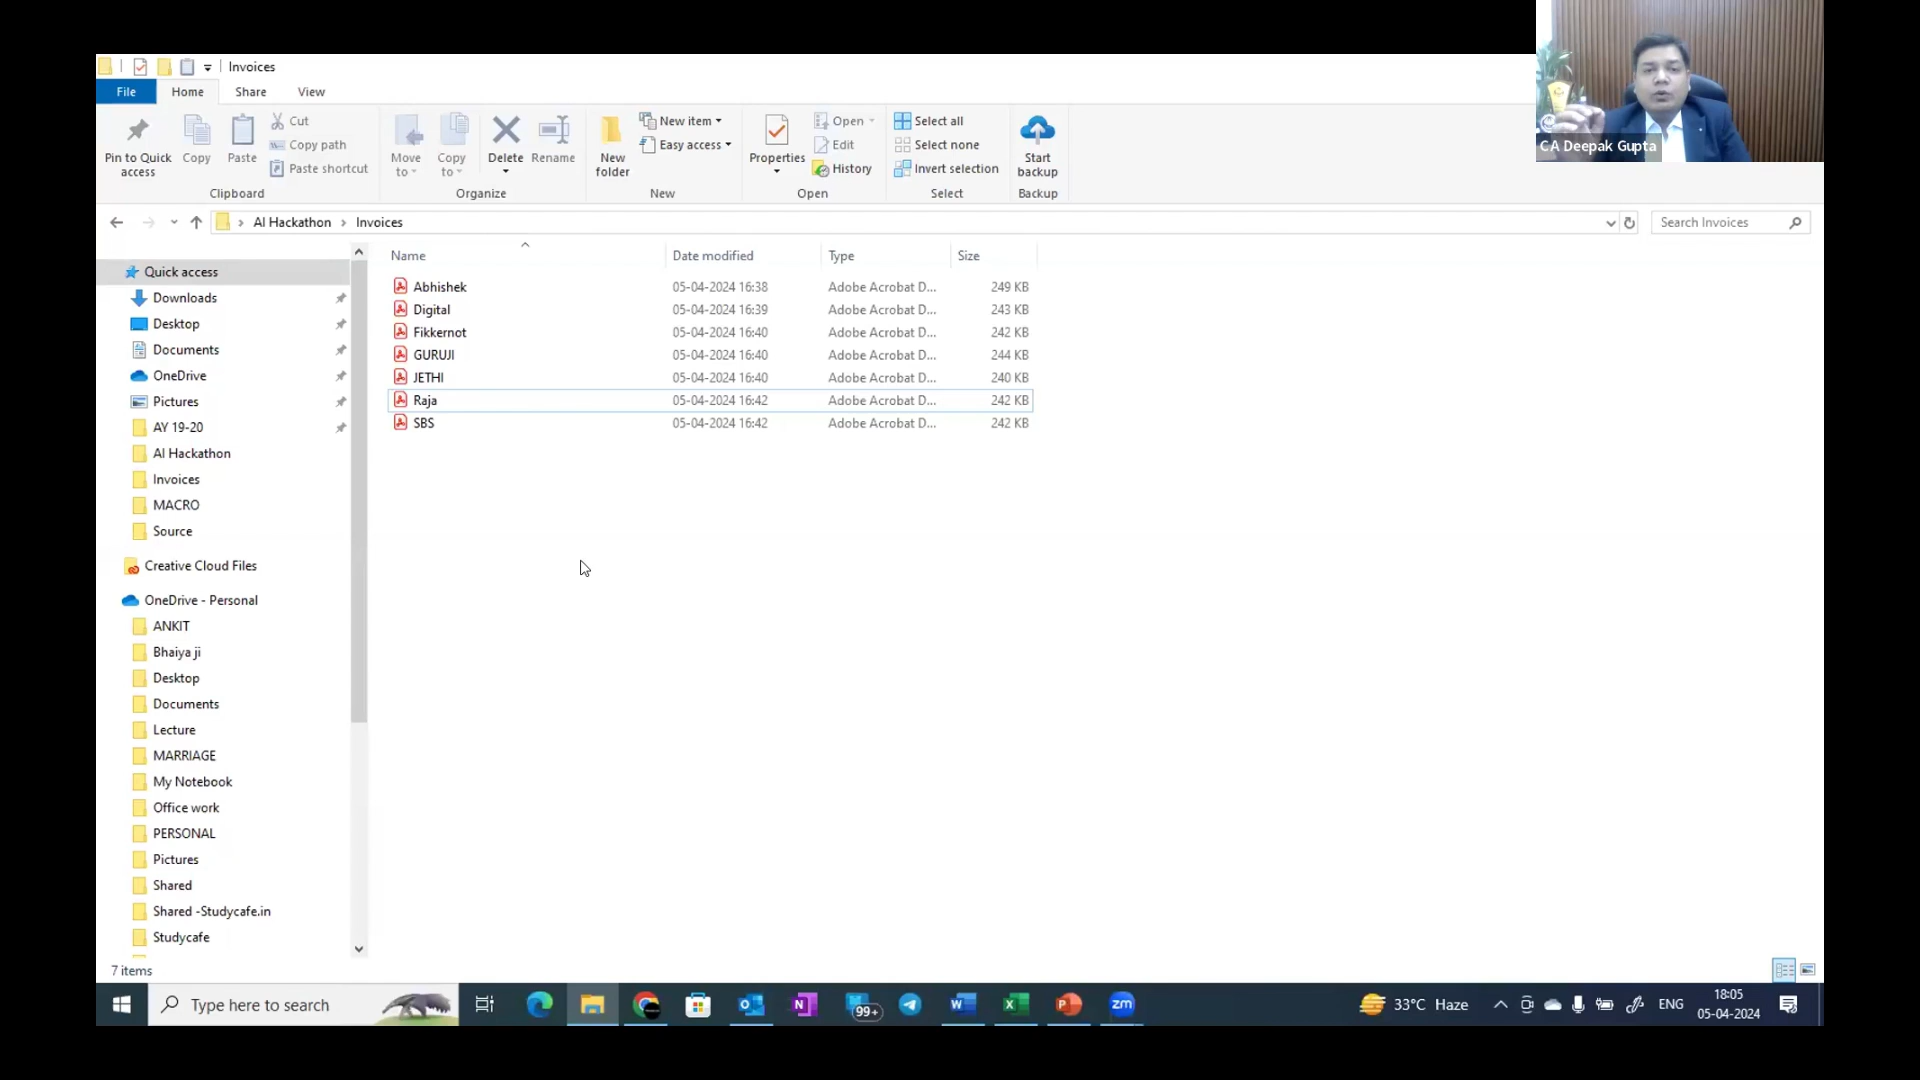 Invoices
File Home Share View
Pin to Quick access
Copy
Paste
Cut
Copy path
Paste shortcut
Clipboard
Move to
Copy to
Delete
Rename
Organize
New folder
New item
Easy access
New
Properties
Open
Edit
History
Open
Select all
Select none
Invert selection
Select
Start backup
Backup
CA Deepak Gupta
AI Hackathon > Invoices
Search Invoices
Name Date modified Type Size
Abhishek 05-04-2024 16:38 Adobe Acrobat D... 249 KB
Digital 05-04-2024 16:39 Adobe Acrobat D... 243 KB
Fikkernot 05-04-2024 16:40 Adobe Acrobat D... 242 KB
GURUJI 05-04-2024 16:40 Adobe Acrobat D... 244 KB
JETHI 05-04-2024 16:40 Adobe Acrobat D... 240 KB
Raja 05-04-2024 16:42 Adobe Acrobat D... 242 KB
SBS 05-04-2024 16:42 Adobe Acrobat D... 242 KB
Quick access
Downloads
Desktop
Documents
OneDrive
Pictures
AY 19-20
AI Hackathon
Invoices
MACRO
Source
Creative Cloud Files
OneDrive - Personal
ANKIT
Bhaiya ji
Desktop
Documents
Lecture
MARRIAGE
My Notebook
Office work
PERSONAL
Pictures
Shared
Shared -Studycafe.in
Studycafe
7 items
Type here to search
99+
zm
33°C Haze
ENG
18:05
05-04-2024